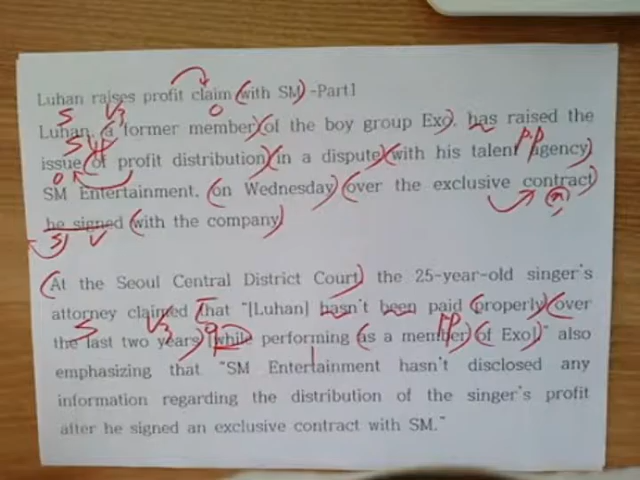 Luhan raises profit claim (with SM) -Part1
Luhan, (a former member)(of the boy group Exo), has raised the
issue (of profit distribution)(in a dispute)(with his talent agency)
SM Entertainment, (on Wednesday)(over the exclusive contract)
he signed (with the company)
(At the Seoul Central District Court) the 25-year-old singer's
attorney claimed that "[Luhan] hasn't been paid (properly)(over
the last two years) [while performing (as a member)(of Exo)]" also
emphasizing that "SM Entertainment hasn't disclosed any
information regarding the distribution of the singer's profit
after he signed an exclusive contract with SM."